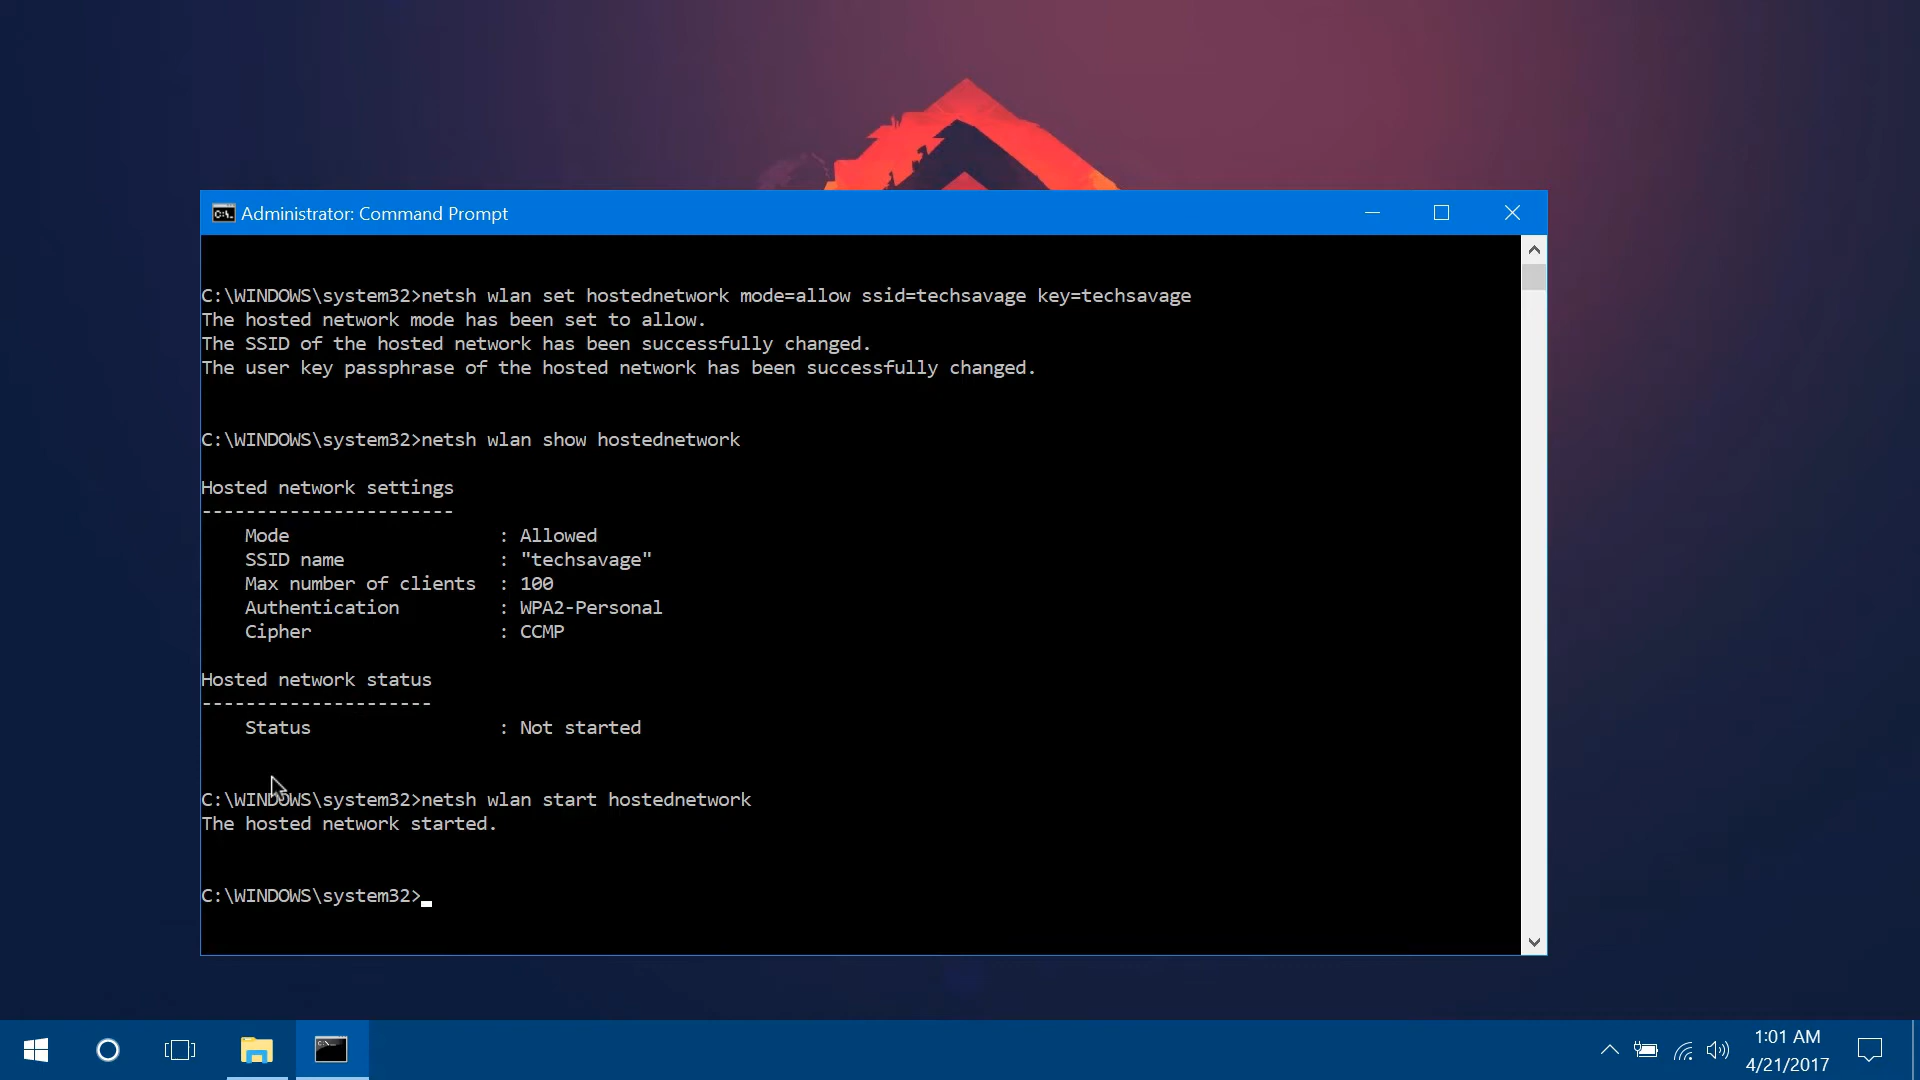 Administrator: Command Prompt
C:\WINDOWS\system32>netsh wlan set hostednetwork mode=allow ssid=techsavage key=techsavage
The hosted network mode has been set to allow.
The SSID of the hosted network has been successfully changed.
The user key passphrase of the hosted network has been successfully changed.
C:\WINDOWS\system32>netsh wlan show hostednetwork
Hosted network settings
-----------------------
Mode : Allowed
SSID name : "techsavage"
Max number of clients : 100
Authentication : WPA2-Personal
Cipher : CCMP
Hosted network status
---------------------
Status : Not started
C:\WINDOWS\system32>netsh wlan start hostednetwork
The hosted network started.
C:\WINDOWS\system32>
1:01 AM
4/21/2017